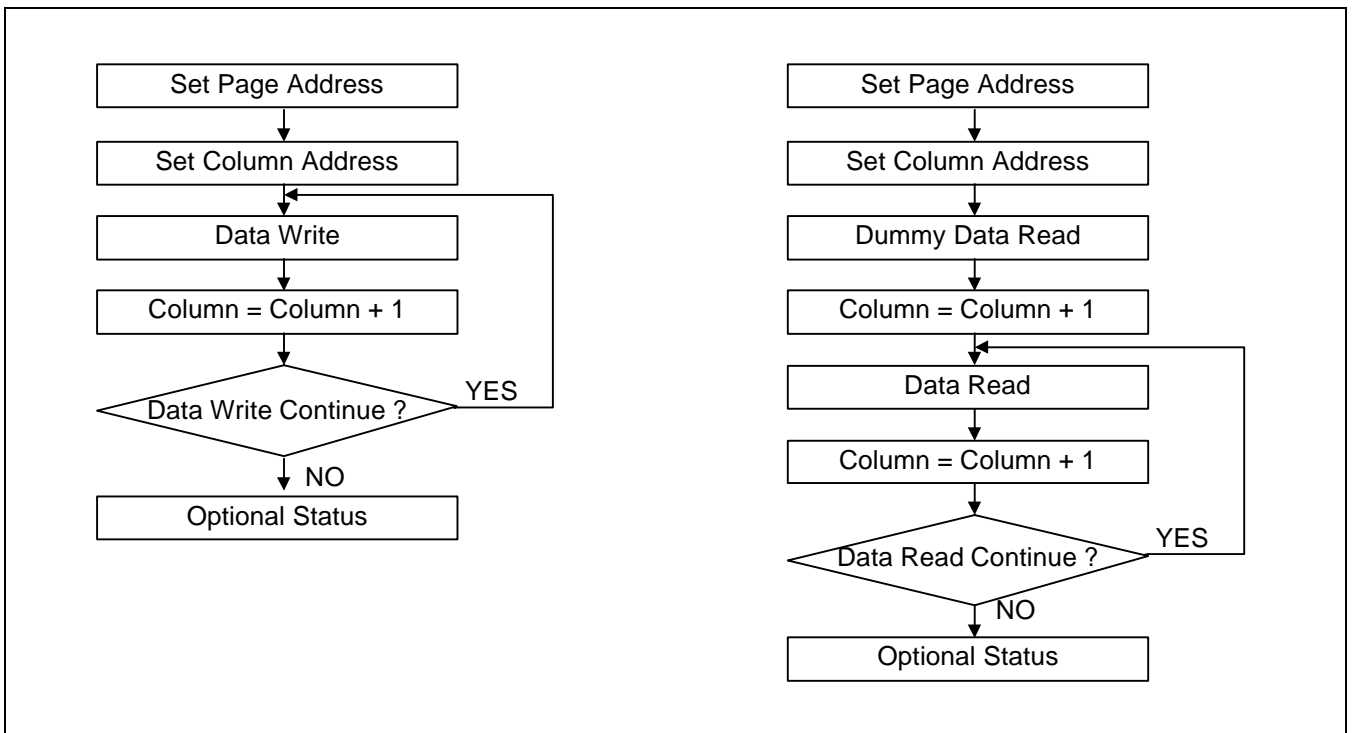 Set Page Address
Set Column Address
Data Write
Column = Column + 1
Data Write Continue ?
YES
NO
Optional Status
Set Page Address
Set Column Address
Dummy Data Read
Column = Column + 1
Data Read
Column = Column + 1
Data Read Continue ?
YES
NO
Optional Status